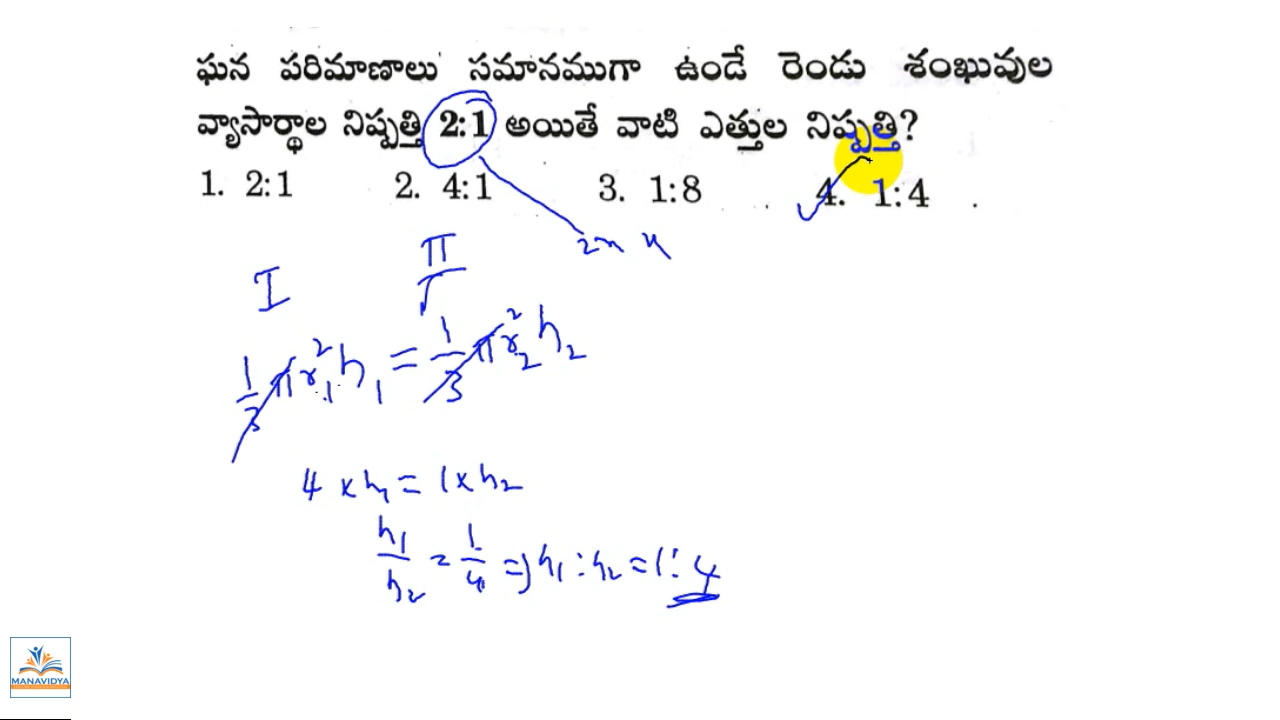 ఘన పరిమాణాలు సమానముగా ఉండే రెండు శంఖువుల
వ్యాసార్థాల నిష్పత్తి 2:1 అయితే వాటి ఎత్తుల నిష్పత్తి?
1. 2:1 2. 4:1 3. 1:8 4. 1:4
2x x
I II
1/3 πr₁²h₁ = 1/3 πr₂²h₂
4 × h₁ = 1 × h₂
h₁/h₂ = 1/4 ⇒ h₁ : h₂ = 1 : 4
MANAVIDYA